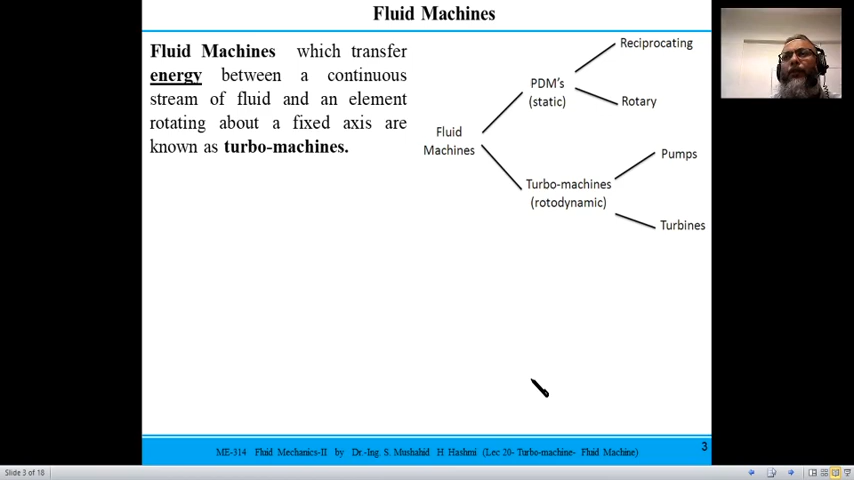 Fluid Machines
Fluid Machines which transfer
energy between a continuous
stream of fluid and an element
rotating about a fixed axis are
known as turbo-machines.
Reciprocating
PDM's
(static)
Rotary
Fluid
Machines
Pumps
Turbo-machines
(rotodynamic)
Turbines
ME-314 Fluid Mechanics-II by Dr.-Ing. S. Mushahid H Hashmi (Lec 20- Turbo-machine- Fluid Machine)
3
Slide 3 of 18